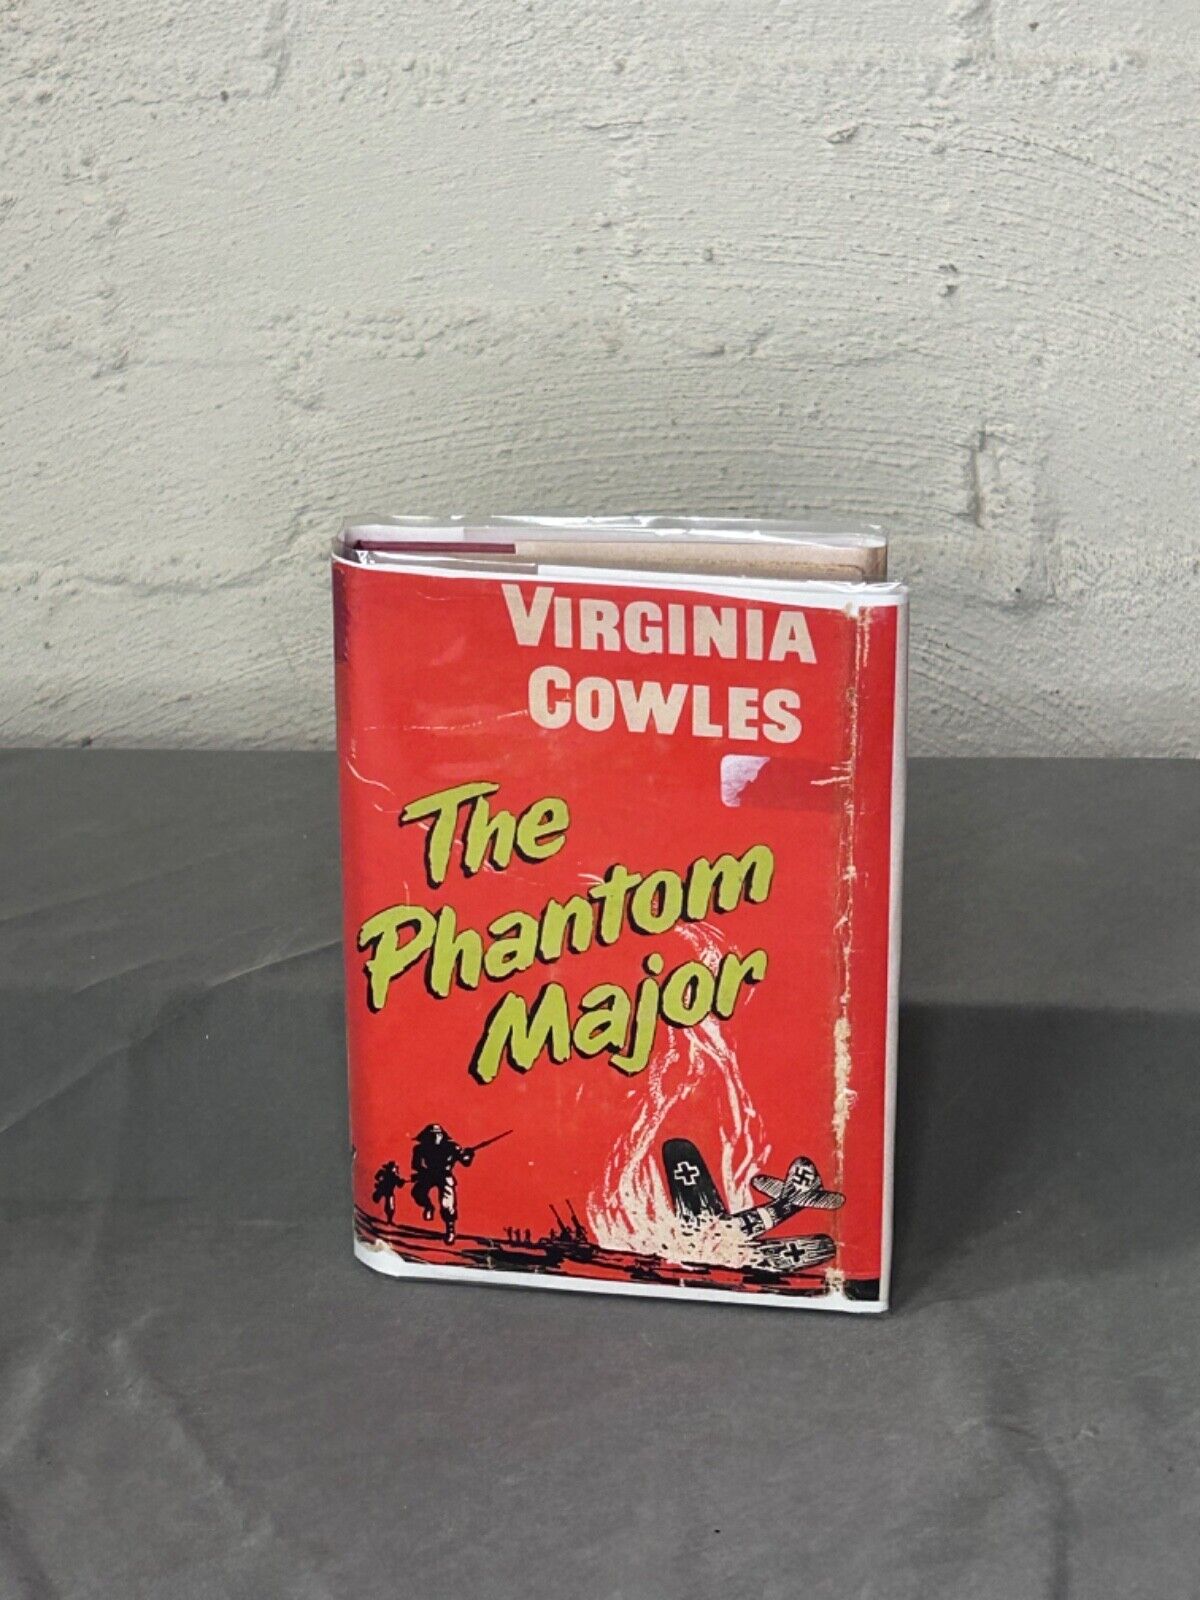 VIRGINIA
COWLES
The
Phantom
Major